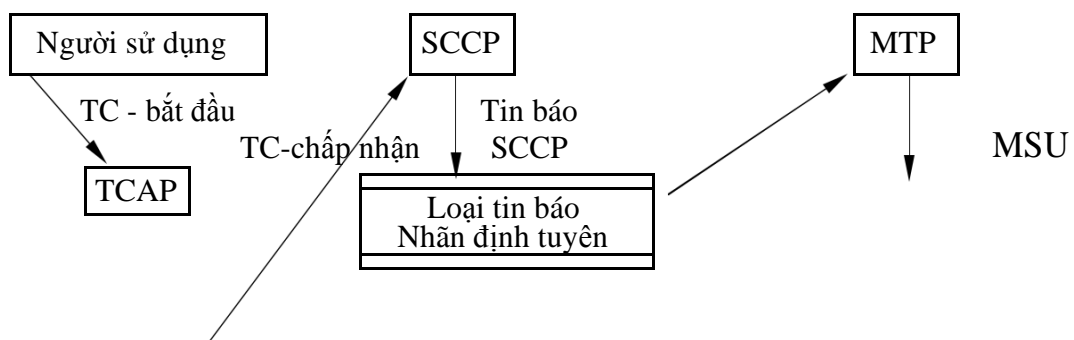 Người sử dụng
SCCP
MTP
TC - bắt đầu
Tin báo
TC-chấp nhận
SCCP
MSU
TCAP
Loại tin báo
Nhãn định tuyên